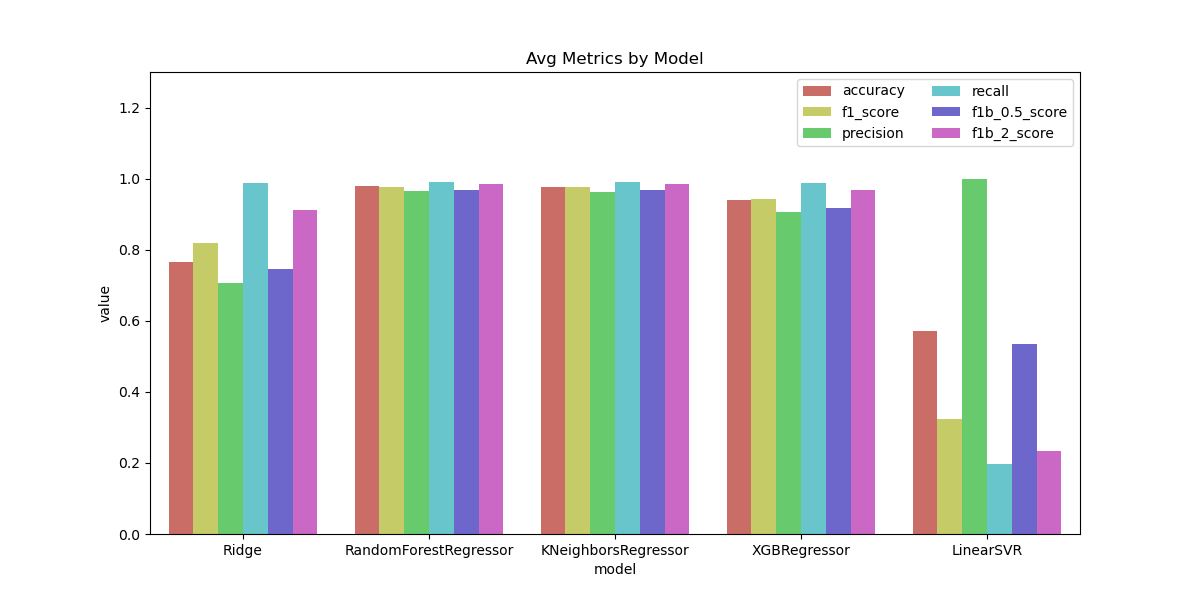 Avg Metrics by Model
accuracy
f1_score
precision
recall
f1b_0.5_score
f1b_2_score
value
1.2
1.0
0.8
0.6
0.4
0.2
0.0
Ridge RandomForestRegressor KNeighborsRegressor XGBRegressor LinearSVR
model